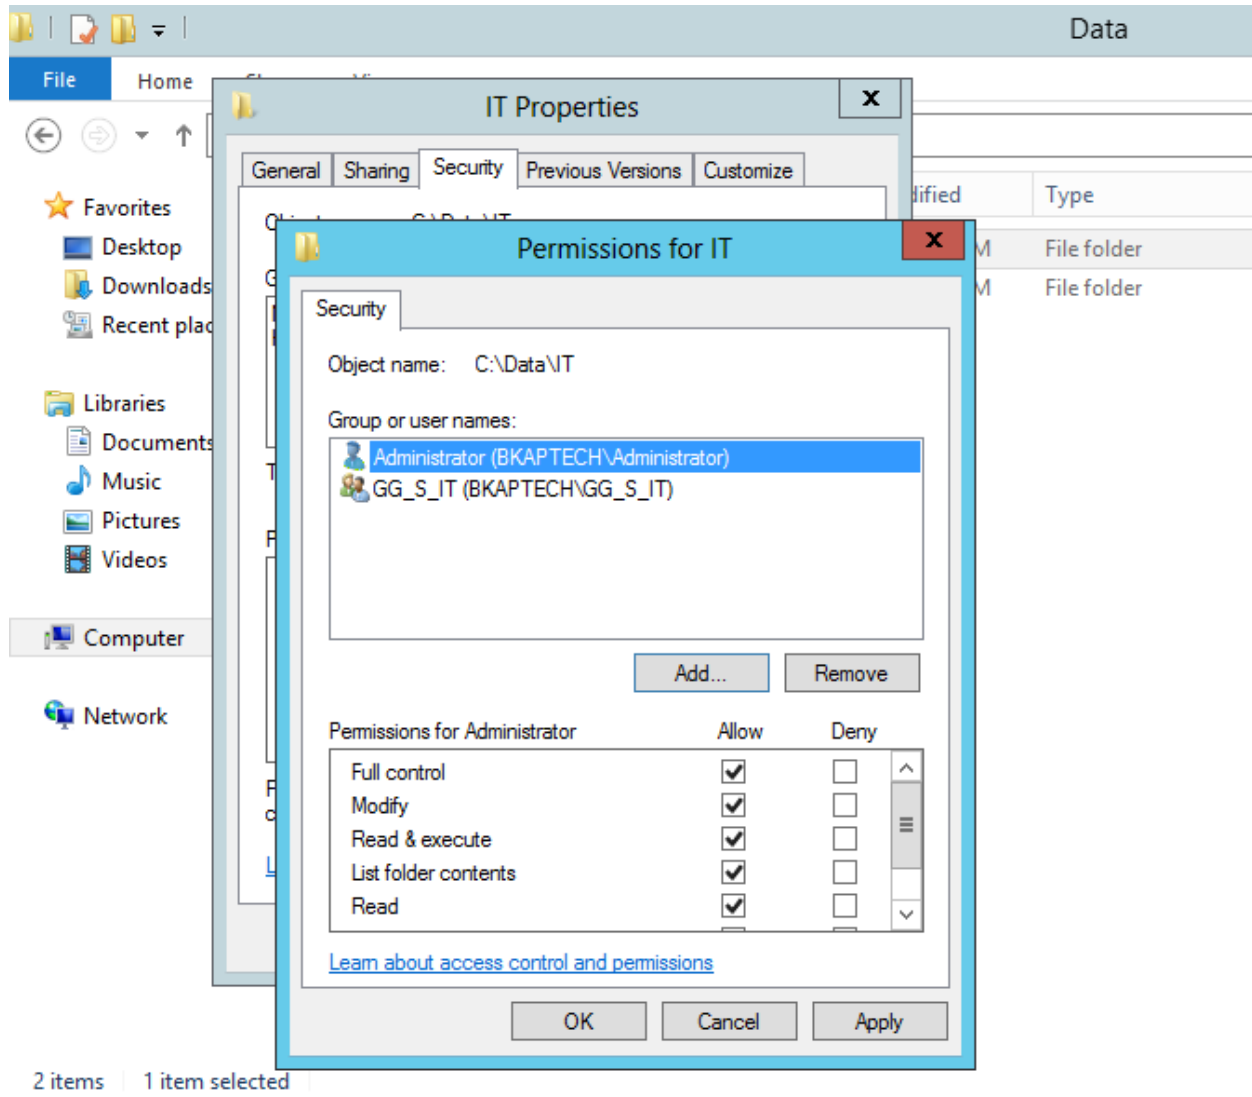 Data
File Home
IT Properties x
General Sharing Security Previous Versions Customize
Modified Type
Favorites
Permissions for IT x
Desktop M File folder
Downloads M File folder
Recent plac
Security
Object name: C:\Data\IT
Group or user names:
Administrator (BKAPTECH\Administrator)
GG_S_IT (BKAPTECH\GG_S_IT)
Libraries
Documents
Music
Pictures
Videos
Computer
Network
Add... Remove
Permissions for Administrator Allow Deny
Full control
Modify
Read & execute
List folder contents
Read
Learn about access control and permissions
OK Cancel Apply
2 items 1 item selected